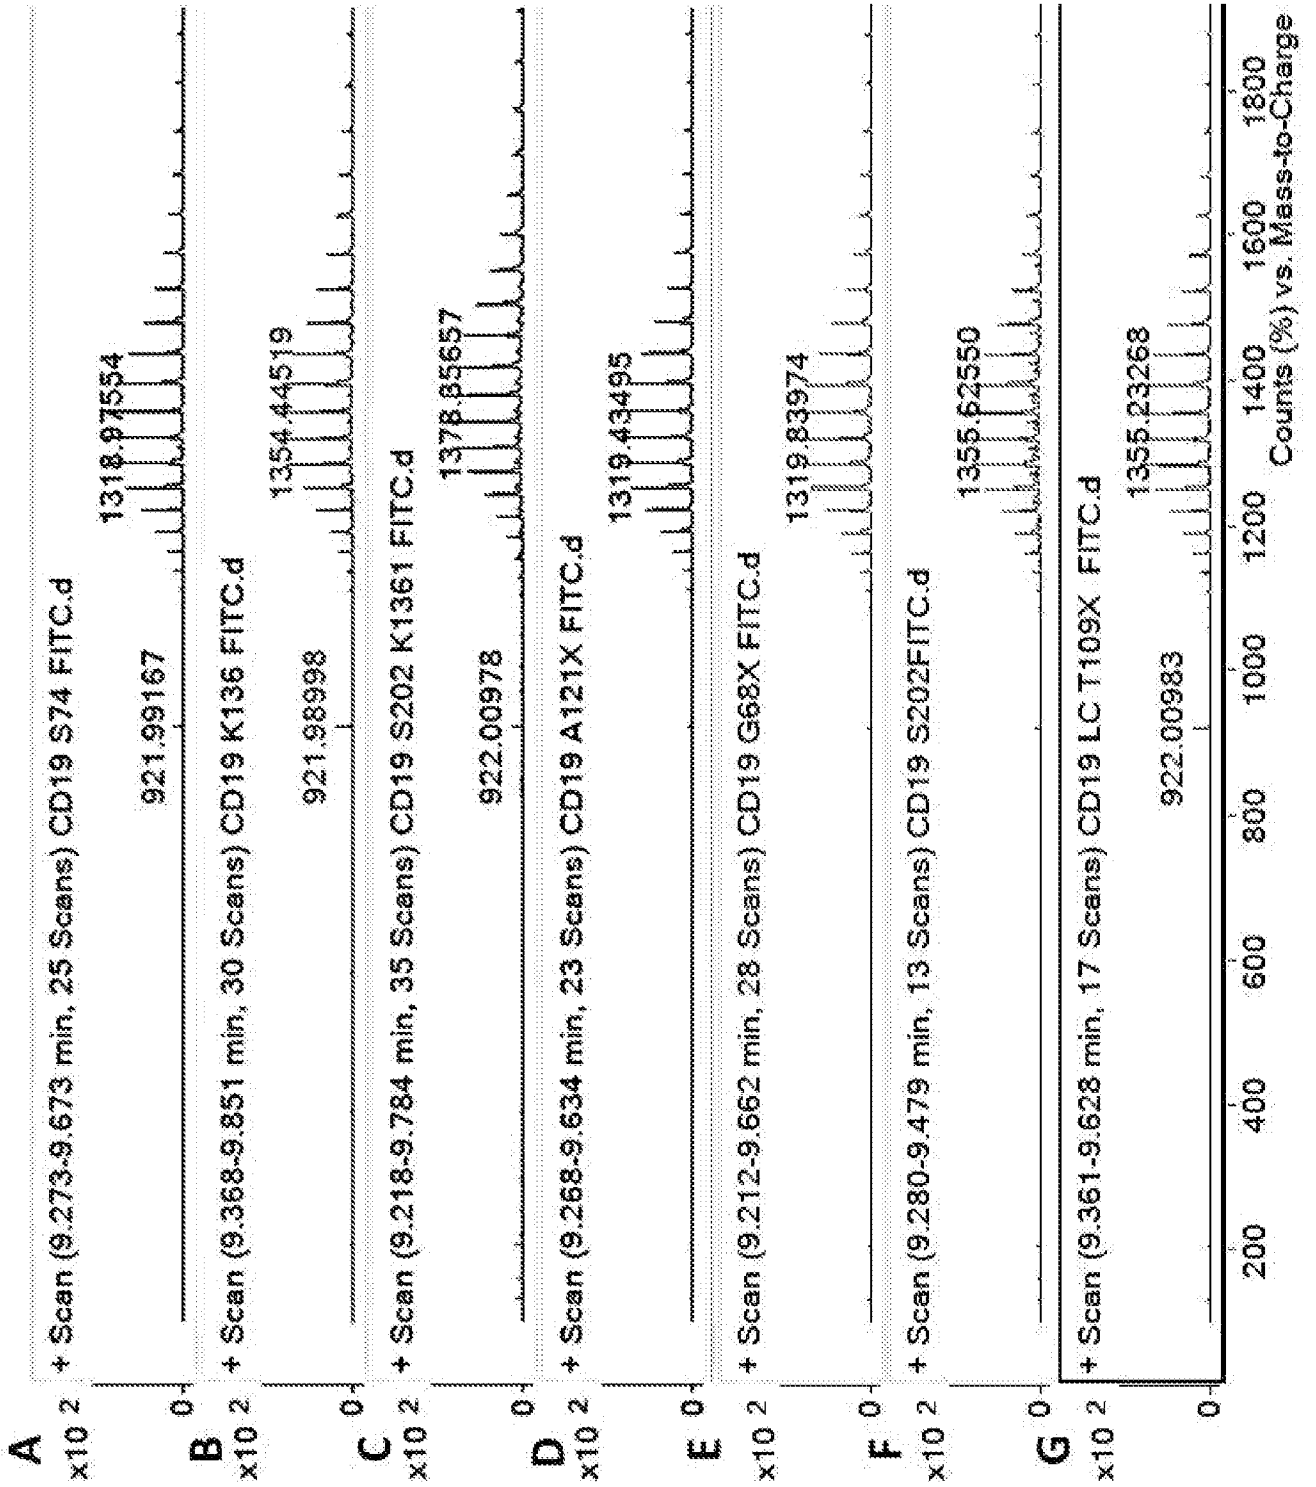 A
x10 2
+ Scan (9.273-9.673 min, 25 Scans) CD19 S74 FITC.d
921.99167
1318.97554
0
B
x10 2
+ Scan (9.368-9.851 min, 30 Scans) CD19 K136 FITC.d
921.98998
1354.44519
0
C
x10 2
+ Scan (9.218-9.784 min, 35 Scans) CD19 S202 K1361 FITC.d
922.00978
1378.85657
0
D
x10 2
+ Scan (9.268-9.634 min, 23 Scans) CD19 A121X FITC.d
1319.43495
0
E
x10 2
+ Scan (9.212-9.662 min, 28 Scans) CD19 G68X FITC.d
1319.83974
0
F
x10 2
+ Scan (9.280-9.479 min, 13 Scans) CD19 S202FITC.d
1355.62550
0
G
x10 2
+ Scan (9.361-9.628 min, 17 Scans) CD19 LC T109X FITC.d
922.00983
1355.23268
0
200 400 600 800 1000 1200 1400 1600 1800
Counts (%) vs. Mass-to-Charge